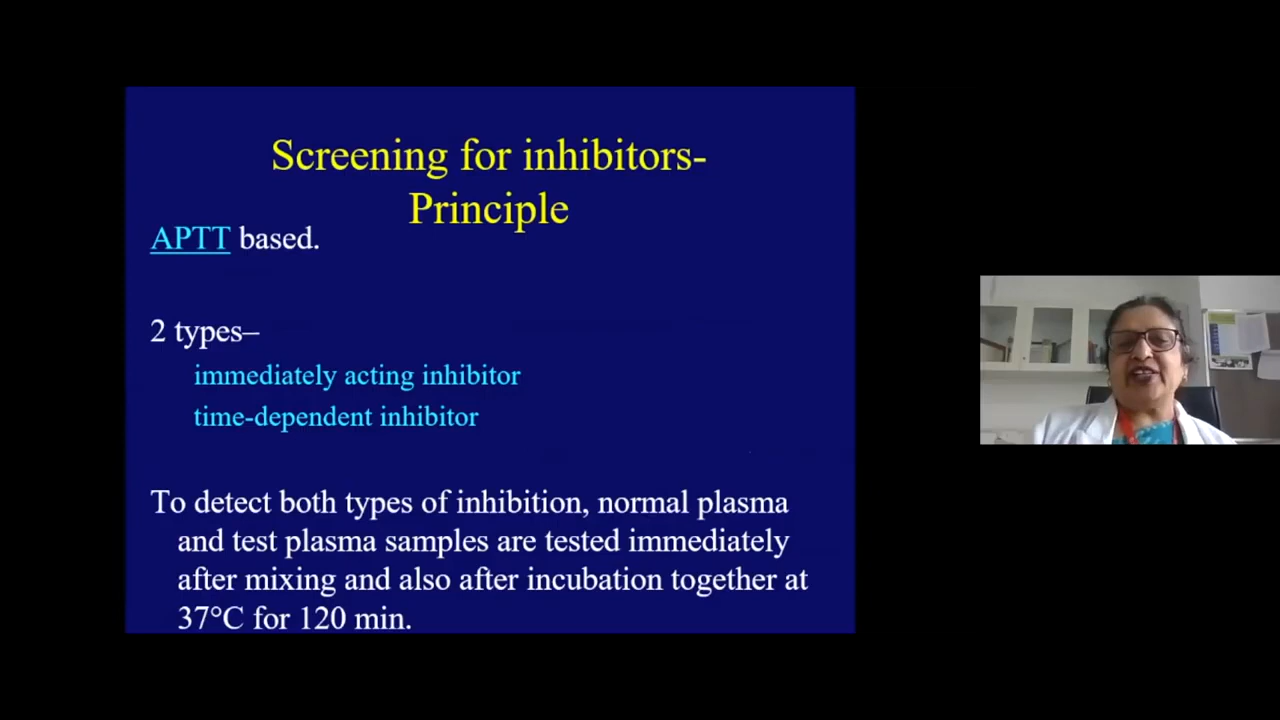 Screening for inhibitors-
Principle
APTT based.
2 types–
immediately acting inhibitor
time-dependent inhibitor
To detect both types of inhibition, normal plasma
and test plasma samples are tested immediately
after mixing and also after incubation together at
37°C for 120 min.